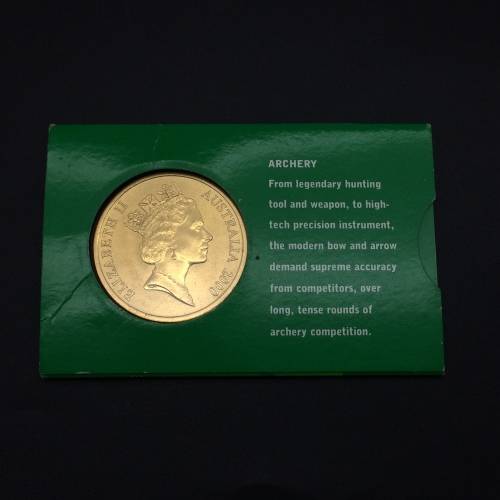 ELIZABETH II
AUSTRALIA 2000
ARCHERY
From legendary hunting
tool and weapon, to high-
tech precision instrument,
the modern bow and arrow
demand supreme accuracy
from competitors, over
long, tense rounds of
archery competition.